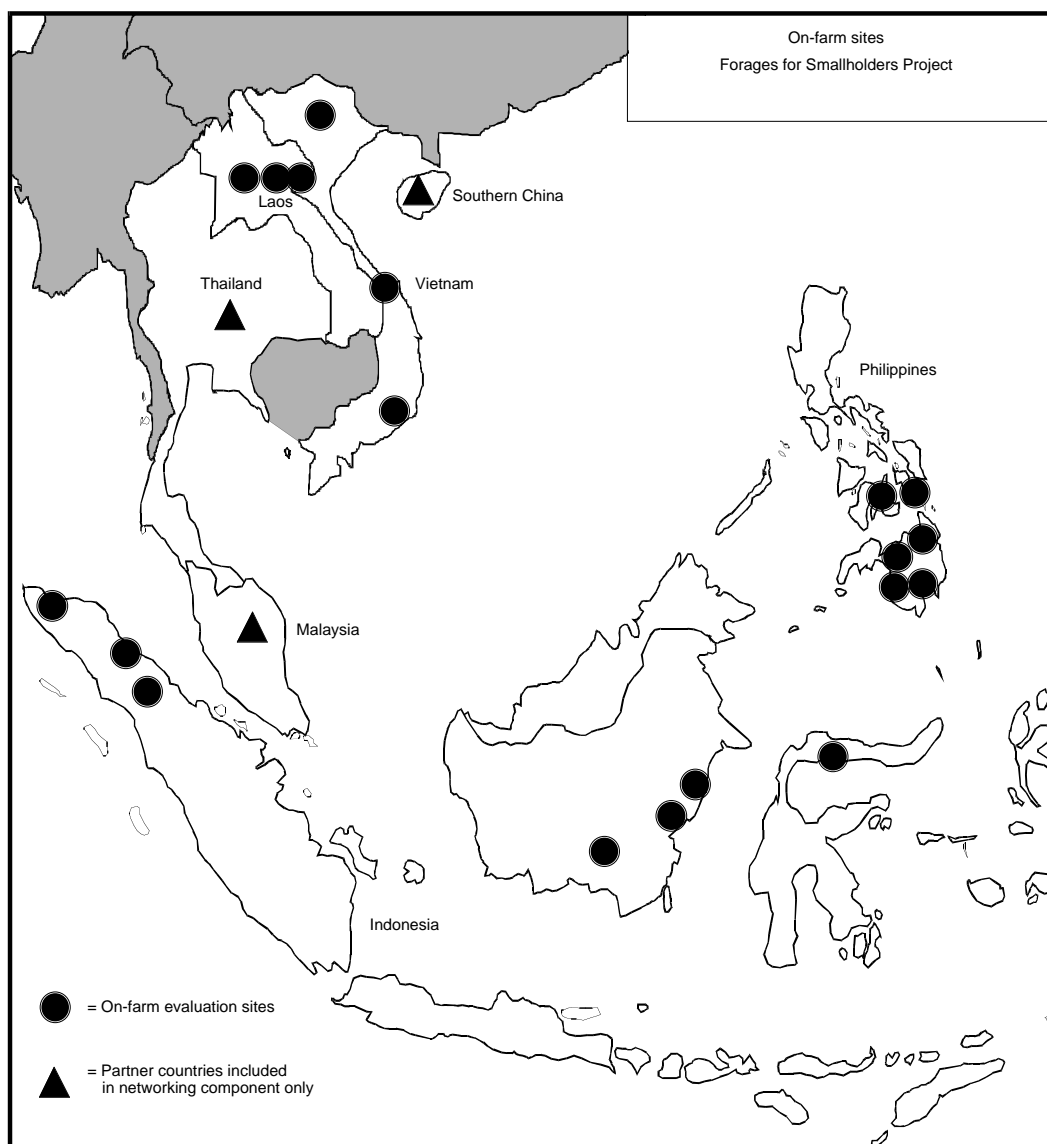 On-farm sites
Forages for Smallholders Project
Southern China
Laos
Thailand
Vietnam
Philippines
Malaysia
Indonesia
= On-farm evaluation sites
= Partner countries included
in networking component only